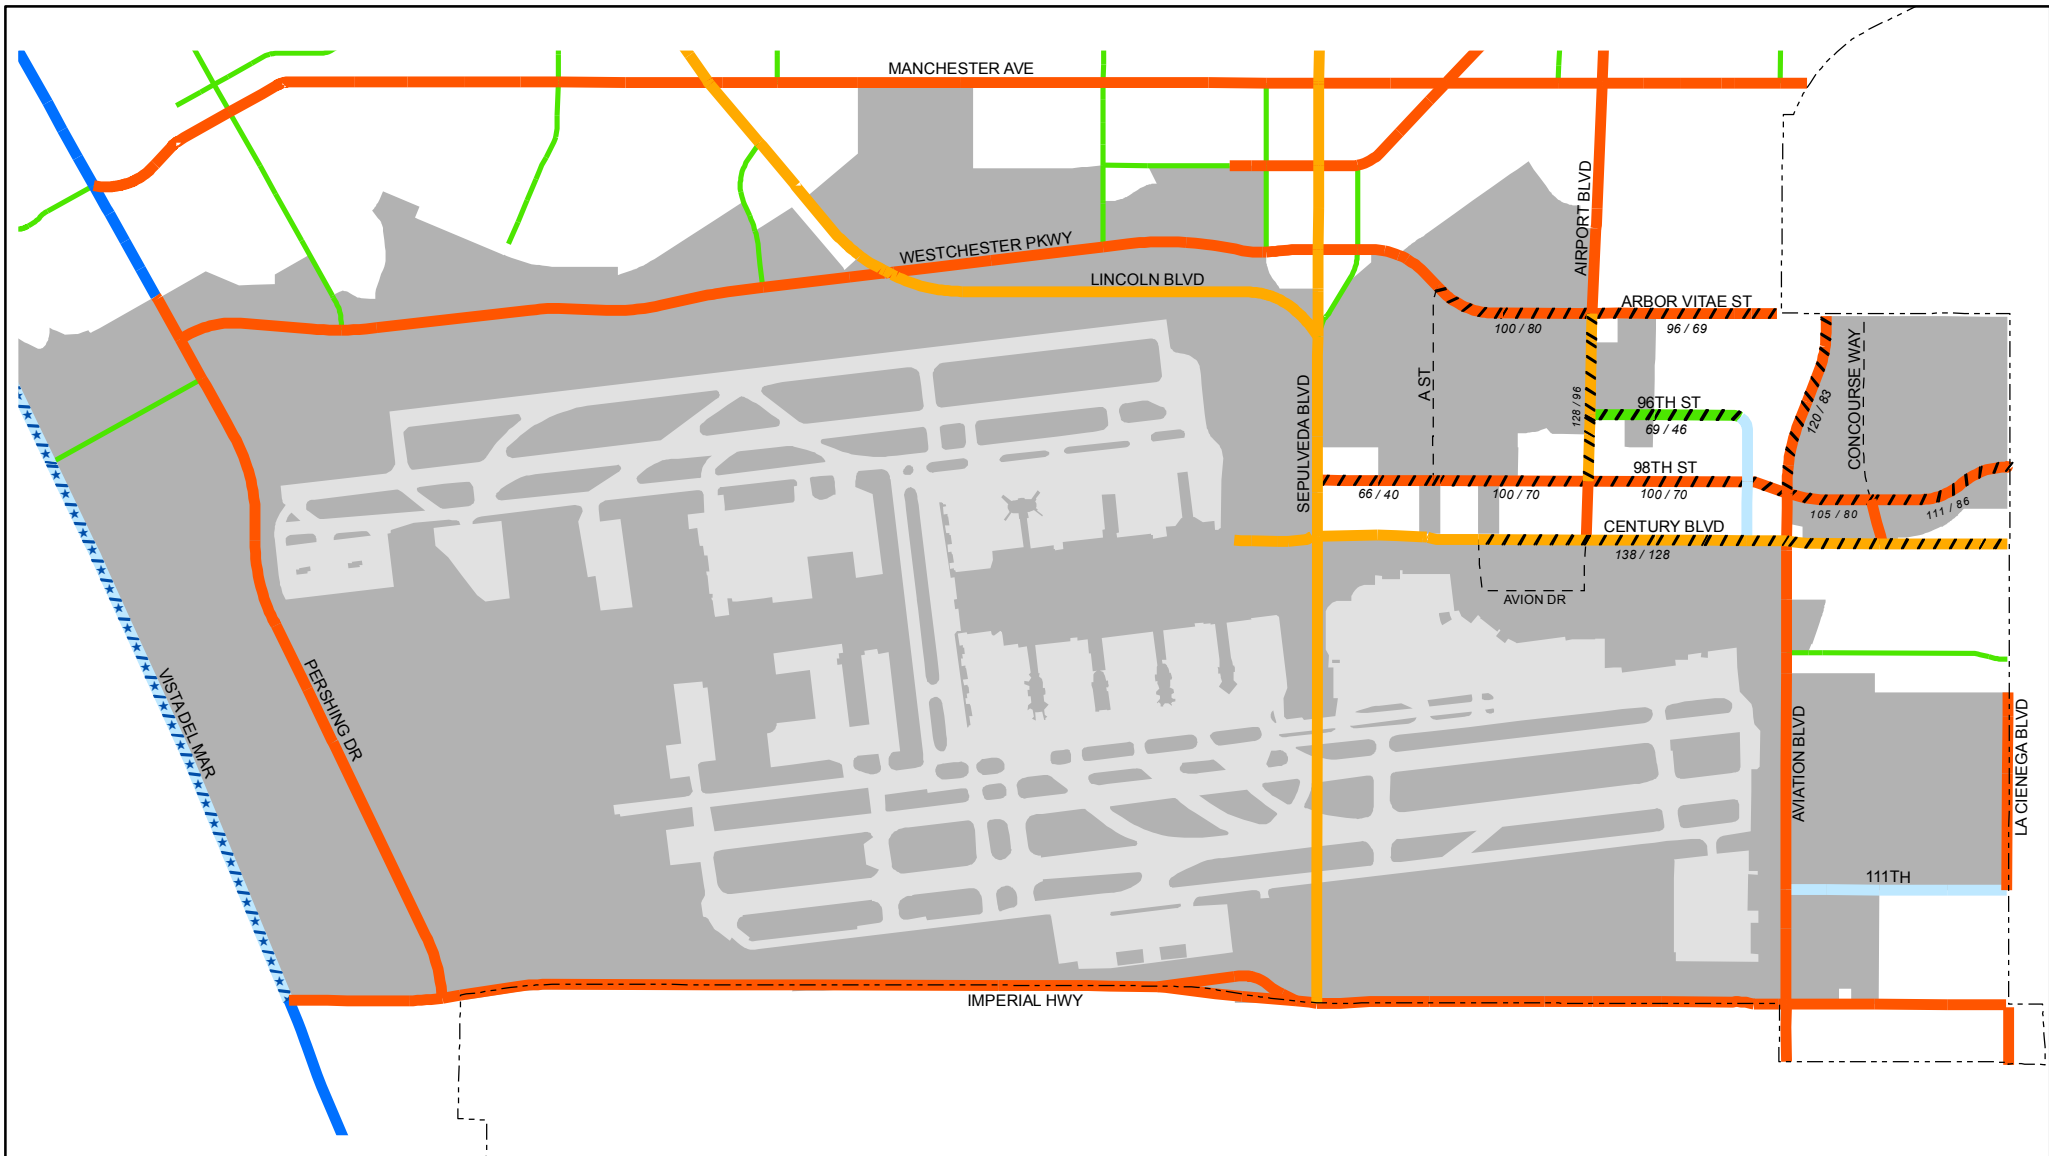 MANCHESTER AVE
AIRPORT BLVD
WESTCHESTER PKWY
LINCOLN BLVD
ARBOR VITAE ST
100 / 80
96 / 69
A ST
SEPULVEDA BLVD
128 / 96
96TH ST
69 / 46
120 / 83
CONCOURSE WAY
98TH ST
66 / 40
100 / 70
100 / 70
105 / 80
111 / 86
CENTURY BLVD
138 / 128
AVION DR
VISTA DEL MAR
PERSHING DR
AVIATION BLVD
LA CIENEGA BLVD
111TH
IMPERIAL HWY